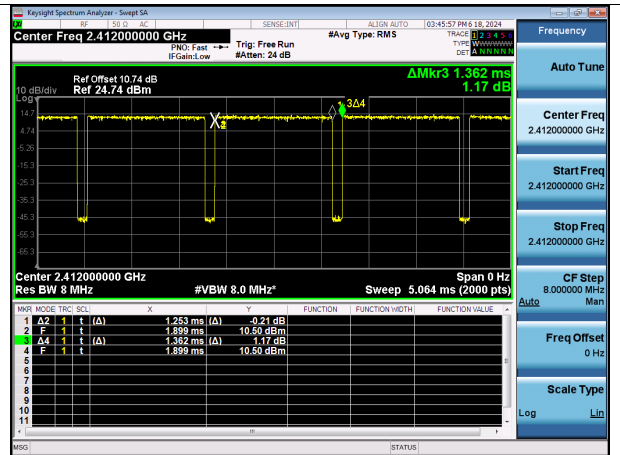 Keysight Spectrum Analyzer - Swept SA
LXI RF 50 Ω AC SENSE:INT ALIGN AUTO 03:45:57 PM 6 18, 2024
Center Freq 2.412000000 GHz
#Avg Type: RMS
TRACE 1 2 3 4 5 6
TYPE WWWWWW
DET A NNNNN
PNO: Fast
IFGain:Low
Trig: Free Run
#Atten: 24 dB
Ref Offset 10.74 dB
Ref 24.74 dBm
10 dB/div
Log
ΔMkr3 1.362 ms
1.17 dB
14.7
4.74
-5.26
-15.3
-25.3
-35.3
-45.3
-55.3
-65.3
X2
3Δ4
Center 2.412000000 GHz
Span 0 Hz
Res BW 8 MHz
#VBW 8.0 MHz*
Sweep 5.064 ms (2000 pts)
MKR MODE TRC SCL X Y FUNCTION FUNCTION WIDTH FUNCTION VALUE
1 Δ2 1 t (Δ) 1.253 ms (Δ) -0.21 dB
2 F 1 t 1.899 ms 10.50 dBm
3 Δ4 1 t (Δ) 1.362 ms (Δ) 1.17 dB
4 F 1 t 1.899 ms 10.50 dBm
5
6
7
8
9
10
11
MSG
STATUS
Frequency
Auto Tune
Center Freq
2.412000000 GHz
Start Freq
2.412000000 GHz
Stop Freq
2.412000000 GHz
CF Step
8.000000 MHz
Auto Man
Freq Offset
0 Hz
Scale Type
Log Lin